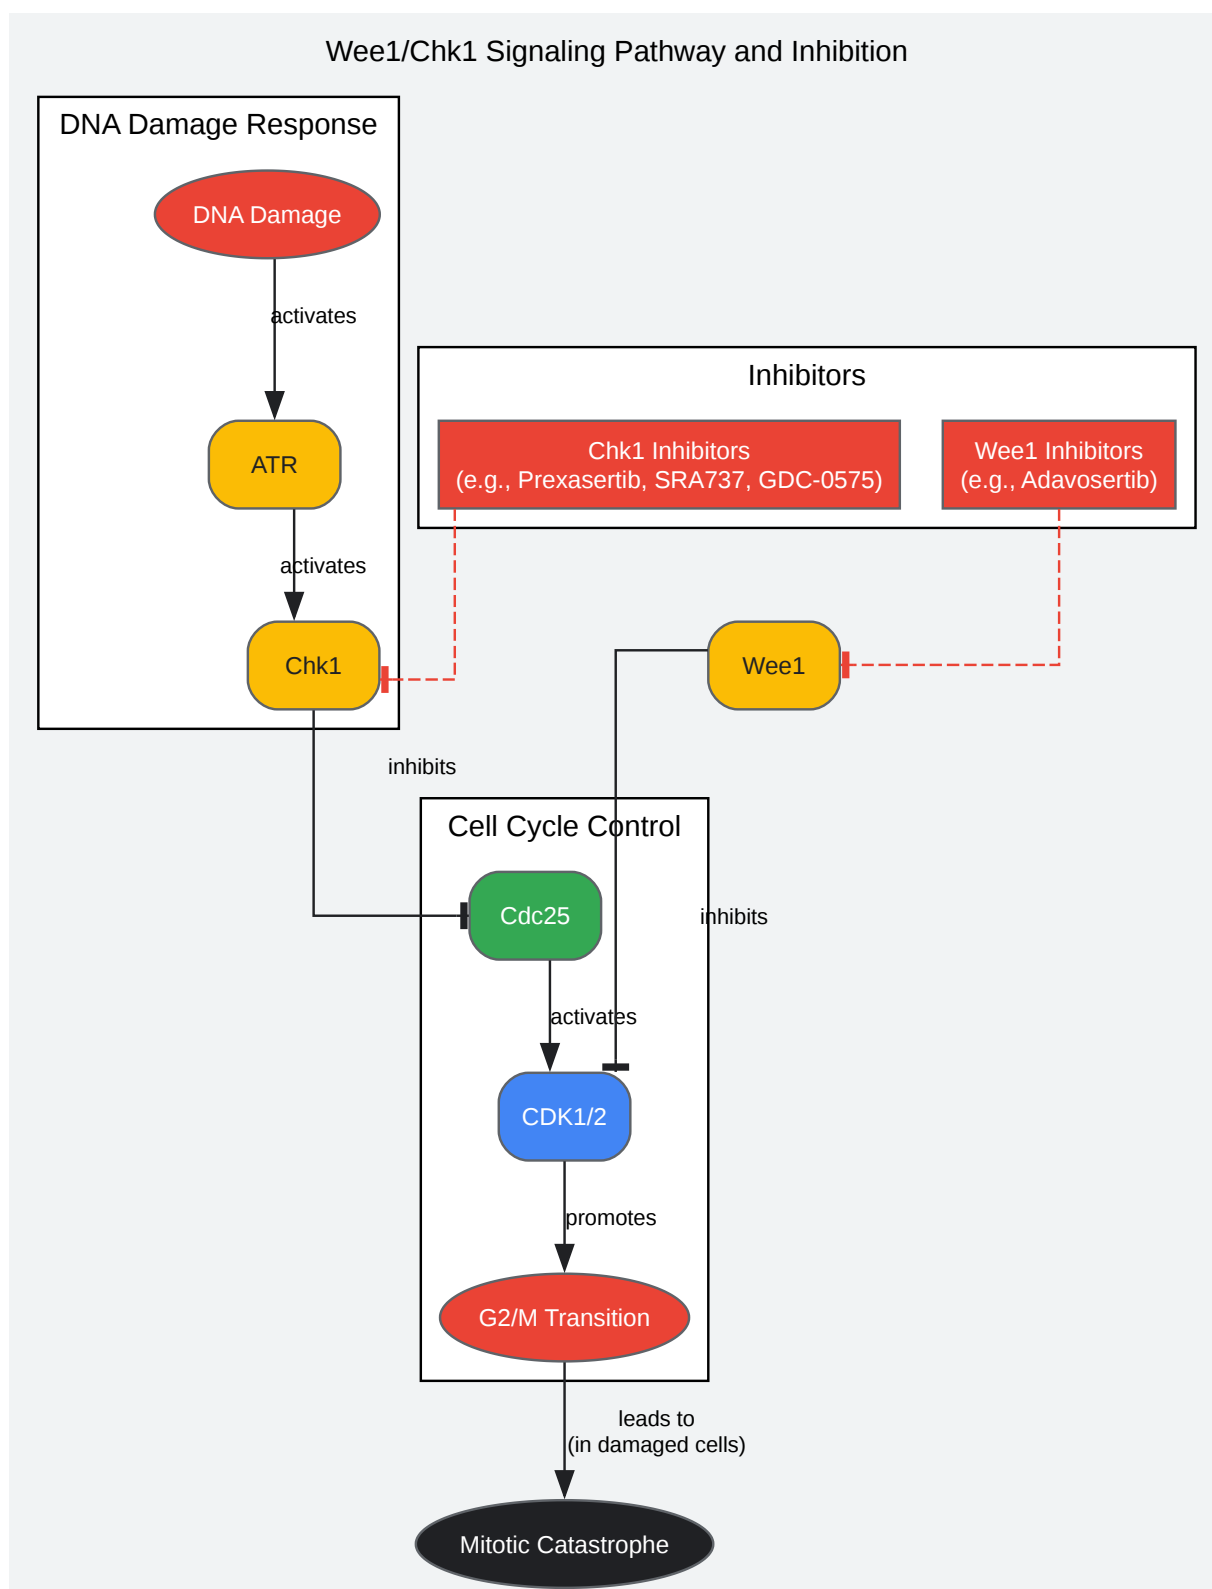 Wee1/Chk1 Signaling Pathway and Inhibition
DNA Damage Response
DNA Damage
activates
ATR
activates
Chk1
Inhibitors
Chk1 Inhibitors
(e.g., Prexasertib, SRA737, GDC-0575)
Wee1 Inhibitors
(e.g., Adavosertib)
Wee1
inhibits
Cell Cycle Control
Cdc25
inhibits
activates
CDK1/2
promotes
G2/M Transition
leads to
(in damaged cells)
Mitotic Catastrophe